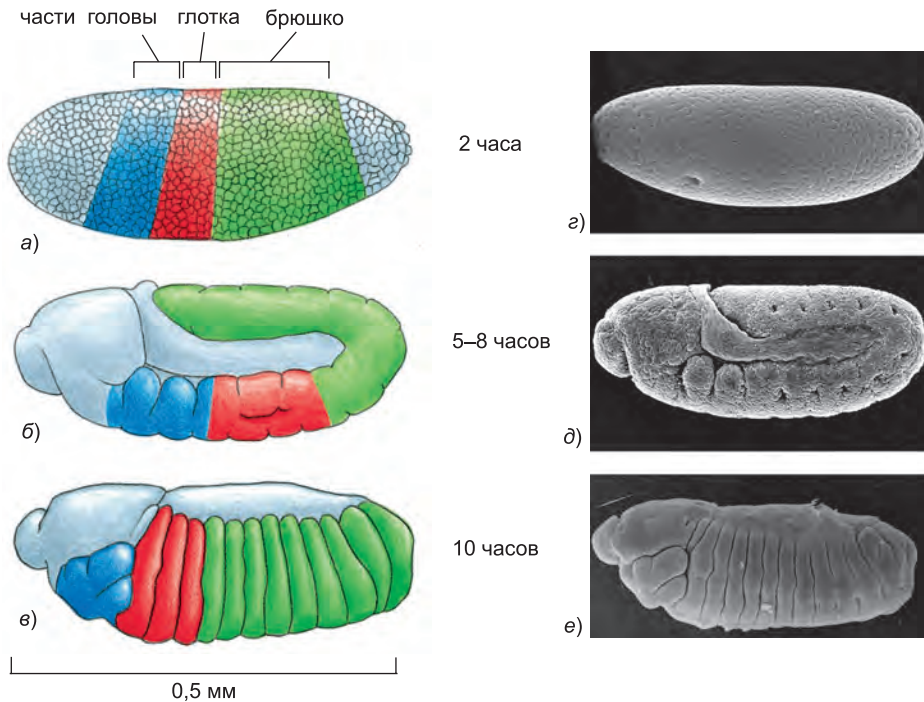 части головы глотка брюшко
2 часа
а)
г)
5–8 часов
б)
д)
10 часов
в)
е)
0,5 мм